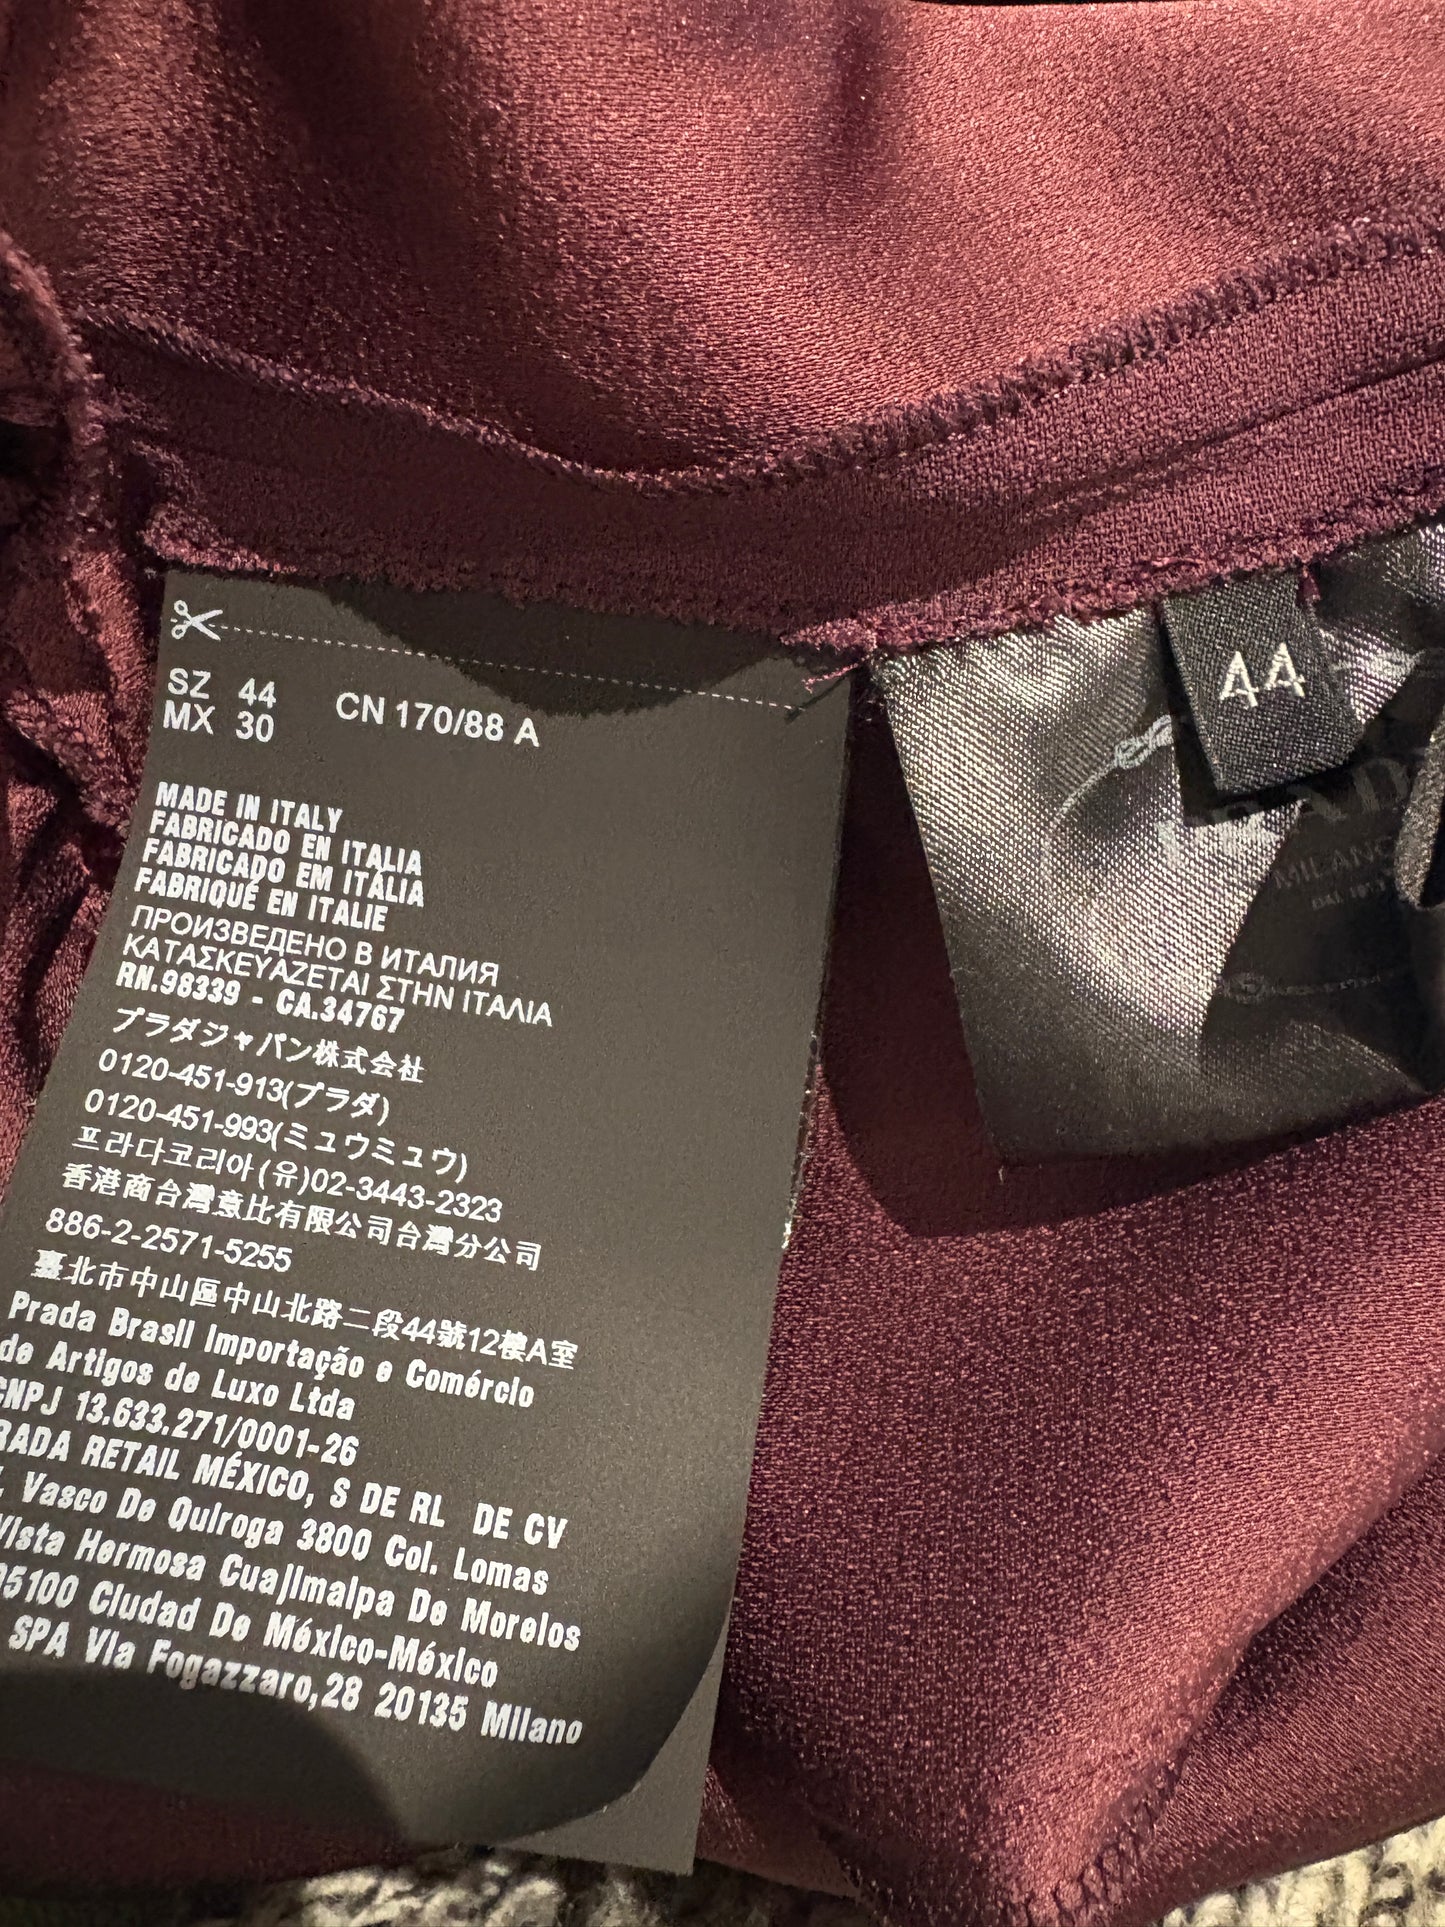 SZ 44 CN 170/88 A
MX 30
MADE IN ITALY
FABRICADO EN ITALIA
FABRICADO EM ITÁLIA
FABRIQUÉ EN ITALIE
ПРОИЗВЕДЕНО В ИТАЛИЯ
ΚΑΤΑΣΚΕΥΑΖΕΤΑΙ ΣΤΗΝ ΙΤΑΛΙΑ
RN.98339 - CA.34767
プラダジャパン株式会社
0120-451-913(プラダ)
0120-451-993(ミュウミュウ)
프라다코리아(유)02-3443-2323
香港商台灣意比有限公司台灣分公司
886-2-2571-5255
臺北市中山區中山北路二段44號12樓A室
Prada Brasil Importação e Comércio
de Artigos de Luxo Ltda
CNPJ 13.633.271/0001-26
RADA RETAIL MÉXICO, S DE RL DE CV
. Vasco De Quiroga 3800 Col. Lomas
Vista Hermosa Cuajimalpa De Morelos
05100 Ciudad De México-México
SPA Via Fogazzaro,28 20135 Milano
44
MILANO